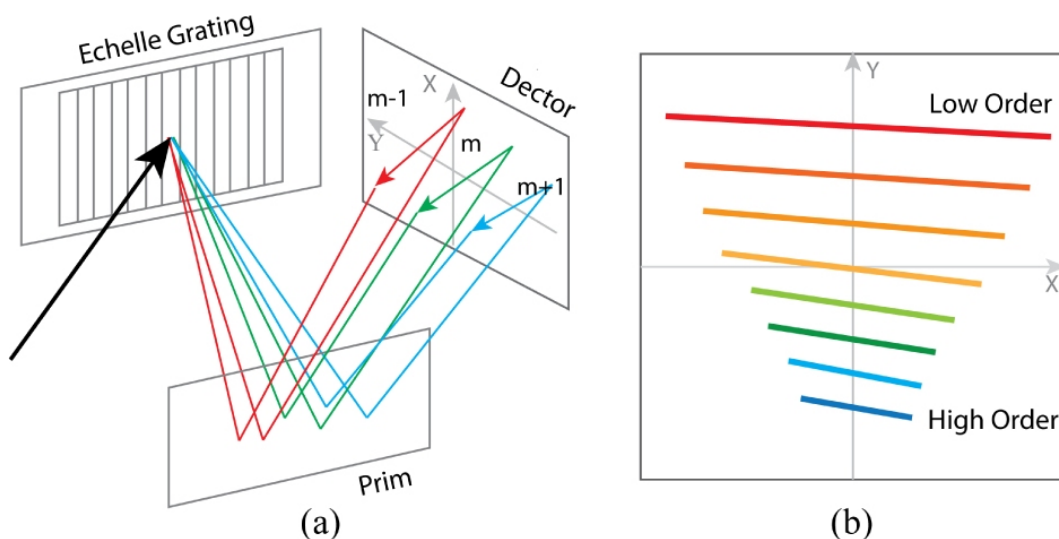 Echelle Grating
Dector
X
m-1
Y
m
m+1
Prim
(a)
Y
Low Order
X
High Order
(b)